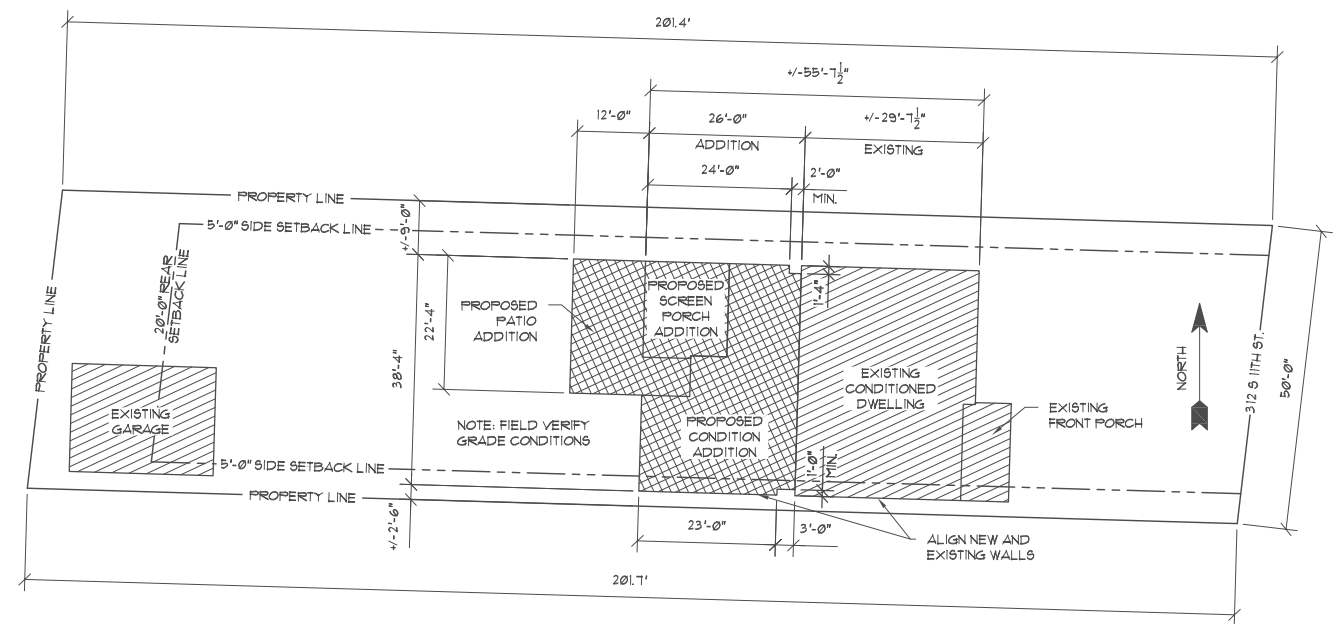 201.4'
+/-55'-7 1/2"
12'-0"
26'-0"
+/-29'-7 1/2"
ADDITION
EXISTING
24'-0"
2'-0"
MIN.
PROPERTY LINE
5'-0" SIDE SETBACK LINE
+/-9'-0"
20'-0" REAR
SETBACK LINE
PROPERTY LINE
22'-4"
38'-4"
PROPOSED
PATIO
ADDITION
PROPOSED
SCREEN
PORCH
ADDITION
1'-4"
EXISTING
CONDITIONED
DWELLING
NORTH
312 S 11TH ST.
50'-0"
EXISTING
GARAGE
NOTE: FIELD VERIFY
GRADE CONDITIONS
PROPOSED
CONDITION
ADDITION
EXISTING
FRONT PORCH
1'-0"
MIN.
5'-0" SIDE SETBACK LINE
PROPERTY LINE
+/-2'-6"
23'-0"
3'-0"
ALIGN NEW AND
EXISTING WALLS
201.7'